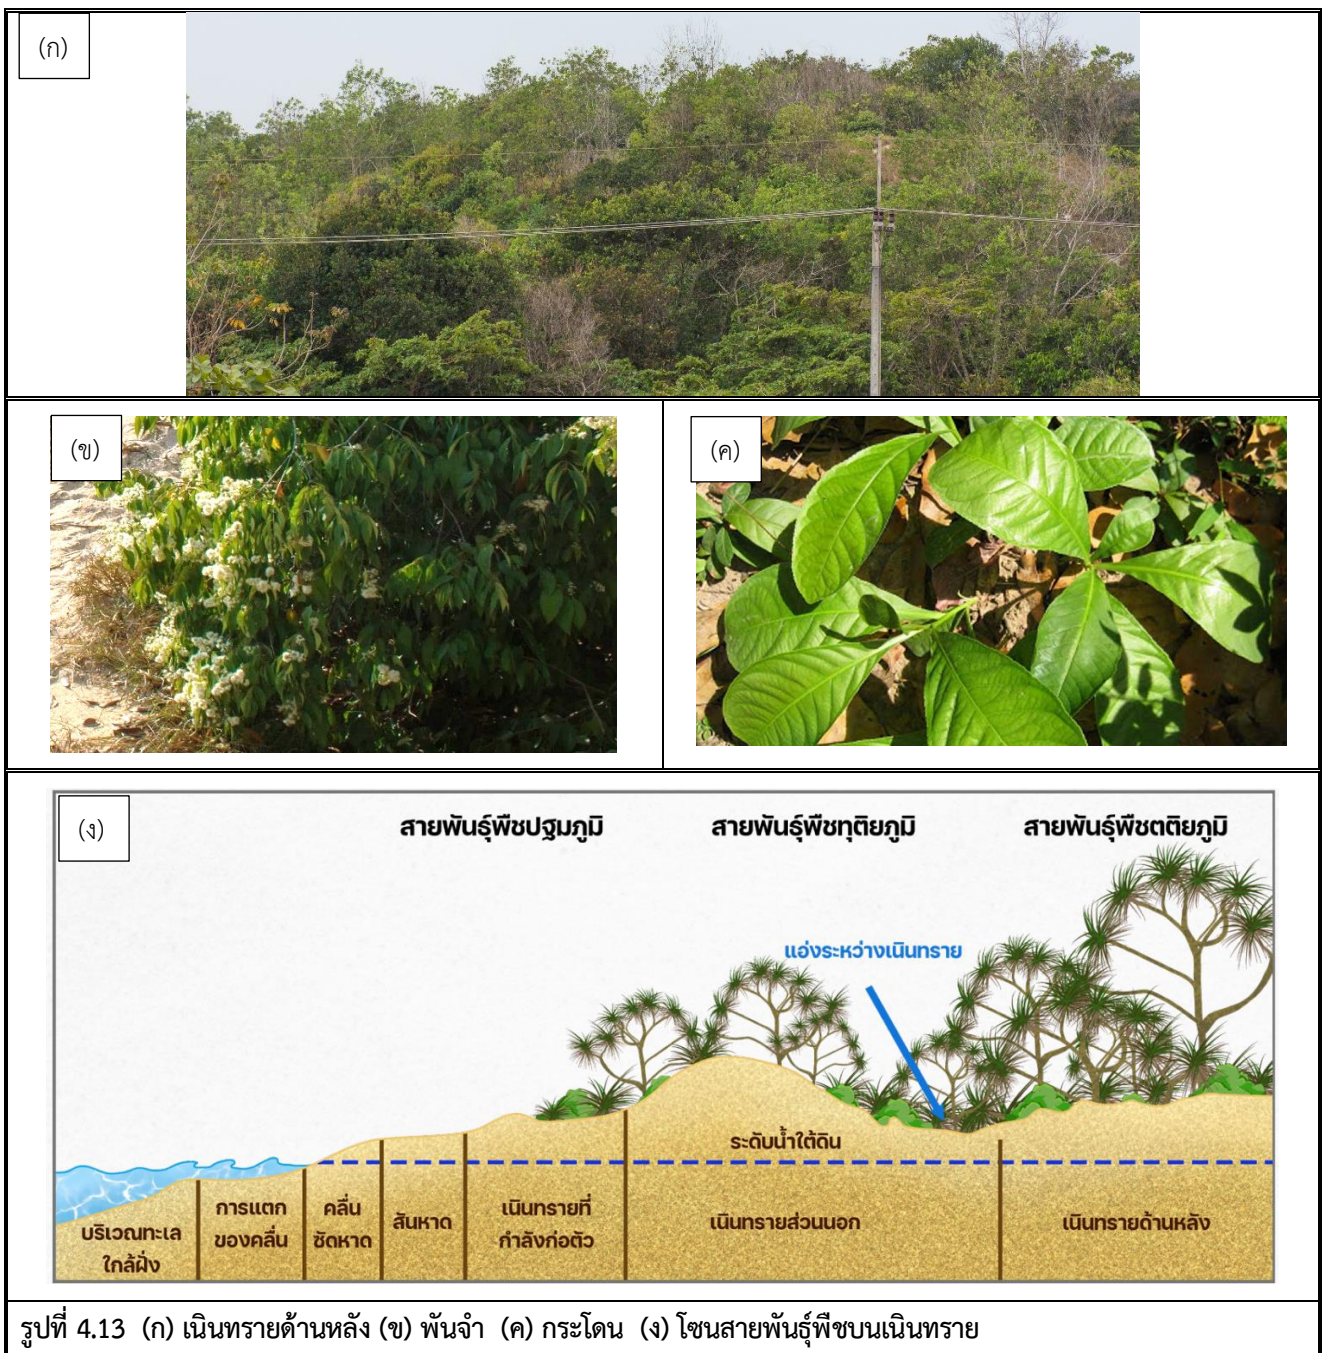 (ก)
(ข)
(ค)
(ง)
สายพันธุ์พืชปฐมภูมิ
สายพันธุ์พืชทุติยภูมิ
สายพันธุ์พืชตติยภูมิ
แอ่งระหว่างเนินทราย
ระดับน้ำใต้ดิน
บริเวณทะเล
ใกล้ฝั่ง
การแตก
ของคลื่น
คลื่น
ซัดหาด
สันหาด
เนินทรายที่
กำลังก่อตัว
เนินทรายส่วนนอก
เนินทรายด้านหลัง
รูปที่ 4.13 (ก) เนินทรายด้านหลัง (ข) พันจำ (ค) กระโดน (ง) โซนสายพันธุ์พืชบนเนินทราย